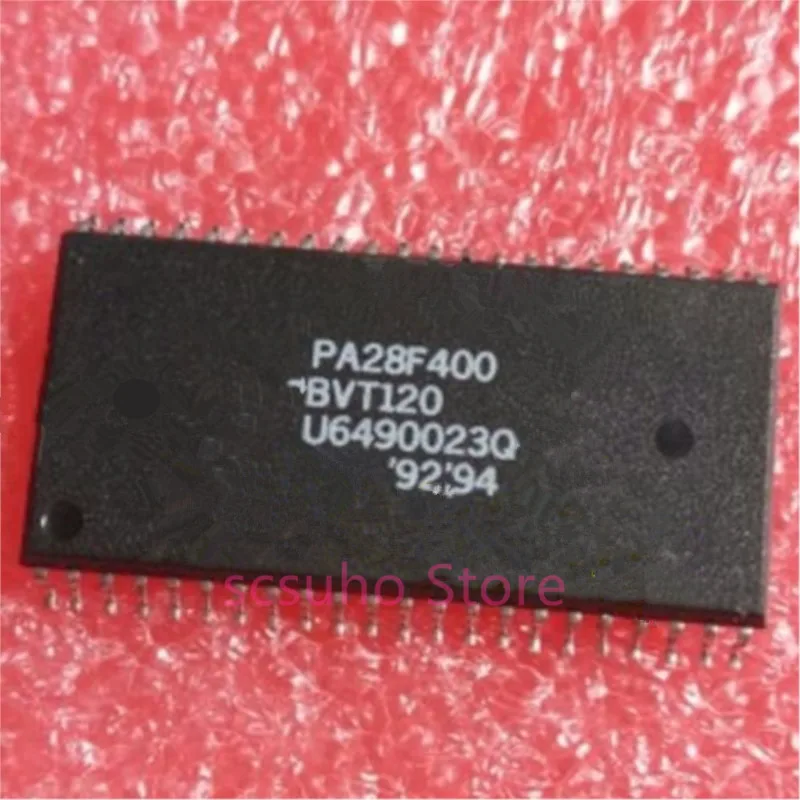 PA28F400
BVT120
U6490023Q
'92'94
scsuho Store